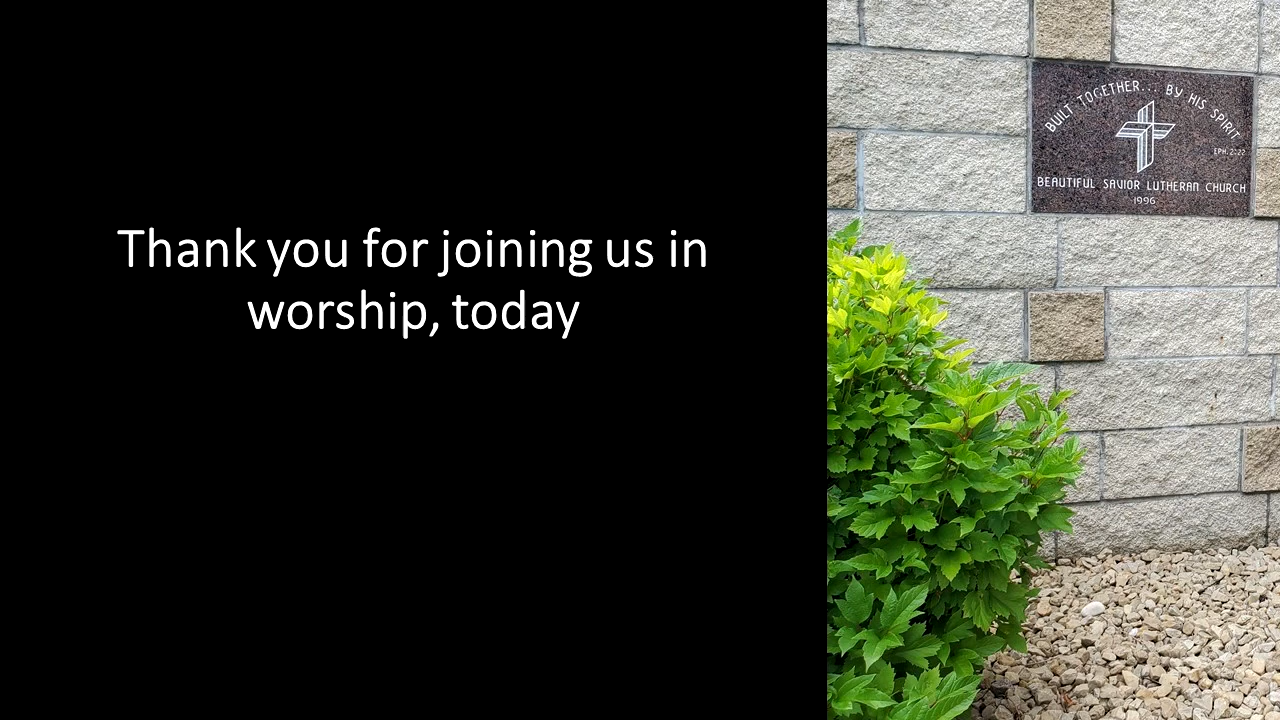 Thank you for joining us in
worship, today
BUILT TOGETHER... BY HIS SPIRIT
EPH. 2:22
BEAUTIFUL SAVIOR LUTHERAN CHURCH
1996